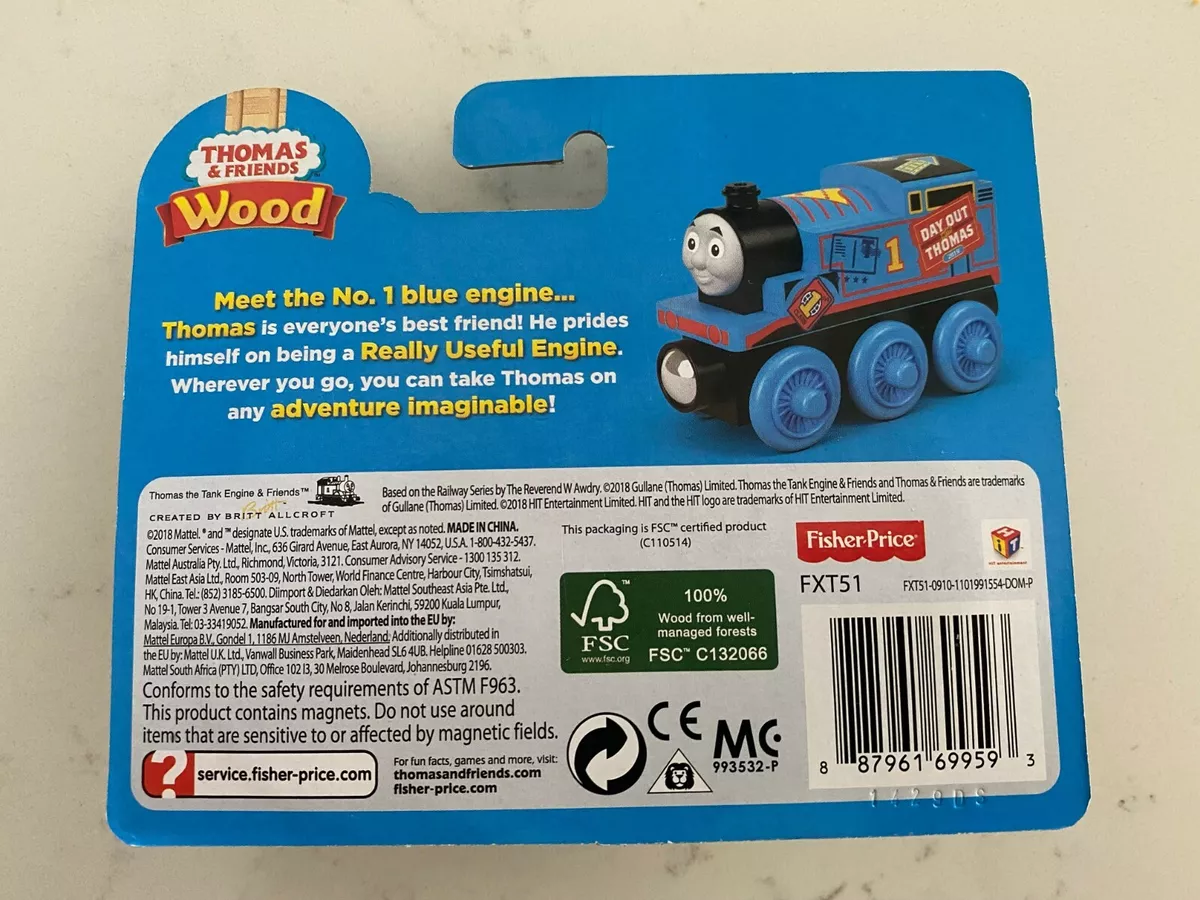 THOMAS
& FRIENDS
Wood
Meet the No. 1 blue engine...
Thomas is everyone's best friend! He prides
himself on being a Really Useful Engine.
Wherever you go, you can take Thomas on
any adventure imaginable!
1
DAY OUT
THOMAS
Thomas the Tank Engine & Friends™
CREATED BY BRITT ALLCROFT
Based on the Railway Series by The Reverend W Awdry. ©2018 Gullane (Thomas) Limited. Thomas the Tank Engine & Friends and Thomas & Friends are trademarks
of Gullane (Thomas) Limited. ©2018 HIT Entertainment Limited. HIT and the HIT logo are trademarks of HIT Entertainment Limited.
©2018 Mattel. ® and ™ designate U.S. trademarks of Mattel, except as noted. MADE IN CHINA.
Consumer Services - Mattel, Inc., 636 Girard Avenue, East Aurora, NY 14052, U.S.A. 1-800-432-5437.
Mattel Australia Pty. Ltd., Richmond, Victoria, 3121. Consumer Advisory Service - 1300 135 312.
Mattel East Asia Ltd., Room 503-09, North Tower, World Finance Centre, Harbour City, Tsimshatsui,
HK, China. Tel.: (852) 3185-6500. Diimport & Diedarkan Oleh: Mattel Southeast Asia Pte. Ltd.,
No 19-1, Tower 3 Avenue 7, Bangsar South City, No 8, Jalan Kerinchi, 59200 Kuala Lumpur,
Malaysia. Tel: 03-33419052. Manufactured for and imported into the EU by:
Mattel Europa B.V., Gondel 1, 1186 MJ Amstelveen, Nederland. Additionally distributed in
the EU by: Mattel U.K. Ltd., Vanwall Business Park, Maidenhead SL6 4UB. Helpline 01628 500303.
Mattel South Africa (PTY) LTD, Office 102 I3, 30 Melrose Boulevard, Johannesburg 2196.
Conforms to the safety requirements of ASTM F963.
This product contains magnets. Do not use around
items that are sensitive to or affected by magnetic fields.
? service.fisher-price.com
For fun facts, games and more, visit:
thomasandfriends.com
fisher-price.com
This packaging is FSC™ certified product
(C110514)
FSC
www.fsc.org
100%
Wood from well-
managed forests
FSC™ C132066
CE
MC
993532-P
Fisher-Price®
HiT
hit entertainment
FXT51
FXT51-0910-1101991554-DOM-P
8 87961 69959 3
1429DS